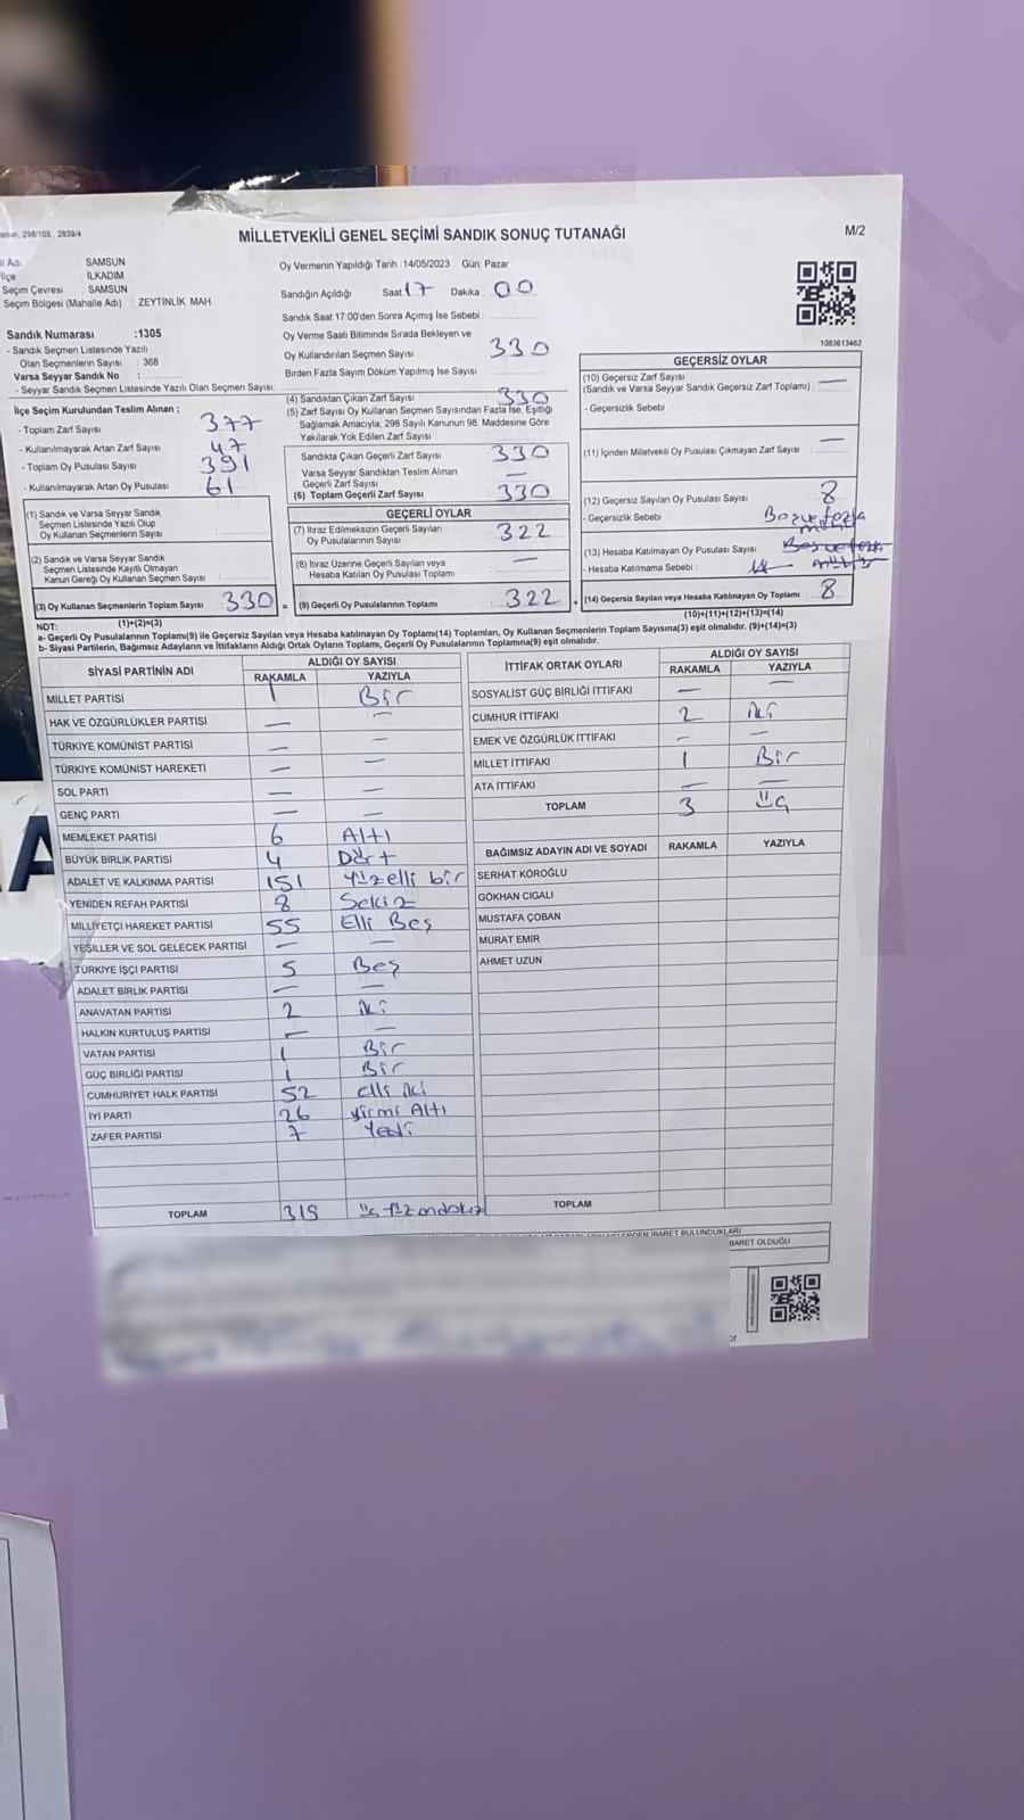 MİLLETVEKİLİ GENEL SEÇİMİ SANDIK SONUÇ TUTANAĞI
M/2
SAMSUN
İlçe İLKADIM
Seçim Çevresi SAMSUN
Seçim Bölgesi (Mahalle Adı) ZEYTİNLİK MAH
Sandık Numarası :1305
- Sandık Seçmen Listesinde Yazılı
Olan Seçmenlerin Sayısı : 368
Varsa Seyyar Sandık No :
- Seyyar Sandık Seçmen Listesinde Yazılı Olan Seçmen Sayısı:
İlçe Seçim Kurulundan Teslim Alınan :
- Toplam Zarf Sayısı 377
- Kullanılmayarak Artan Zarf Sayısı 47
- Toplam Oy Pusulası Sayısı 391
- Kullanılmayarak Artan Oy Pusulası 61
(1) Sandık ve Varsa Seyyar Sandık
Seçmen Listesinde Yazılı Olup
Oy Kullanan Seçmenlerin Sayısı
(2) Sandık ve Varsa Seyyar Sandık
Seçmen Listesinde Kayıtlı Olmayan
Kanun Gereği Oy Kullanan Seçmen Sayısı
(3) Oy Kullanan Seçmenlerin Toplam Sayısı 330
(1)+(2)=(3)
Oy Vermenin Yapıldığı Tarih :14/05/2023 Gün: Pazar
Sandığın Açıldığı Saat 17 Dakika 00
Sandık Saat 17:00'den Sonra Açımış İse Sebebi
Oy Verme Saati Bitiminde Sırada Bekleyen ve
Oy Kullandırılan Seçmen Sayısı 330
Birden Fazla Sayım Döküm Yapılmış İse Sayısı
(4) Sandıktan Çıkan Zarf Sayısı 330
(5) Zarf Sayısı Oy Kullanan Seçmen Sayısından Fazla İse, Eşitliği
Sağlamak Amacıyla, 298 Sayılı Kanunun 98. Maddesine Göre
Yakılarak Yok Edilen Zarf Sayısı
Sandıkta Çıkan Geçerli Zarf Sayısı 330
Varsa Seyyar Sandıktan Teslim Alınan
Geçerli Zarf Sayısı —
(6) Toplam Geçerli Zarf Sayısı 330
GEÇERLİ OYLAR
(7) İtiraz Edilmeksizin Geçerli Sayılan
Oy Pusulalarının Sayısı 322
(8) İtiraz Üzerine Geçerli Sayılan veya
Hesaba Katılan Oy Pusulası Toplamı —
= (9) Geçerli Oy Pusulalarının Toplamı 322
1083613462
GEÇERSİZ OYLAR
(10) Geçersiz Zarf Sayısı —
(Sandık ve Varsa Seyyar Sandık Geçersiz Zarf Toplamı)
- Geçersizlik Sebebi
(11) İçinden Milletvekili Oy Pusulası Çıkmayan Zarf Sayısı —
(12) Geçersiz Sayılan Oy Pusulası Sayısı 8
- Geçersizlik Sebebi
(13) Hesaba Katılmayan Oy Pusulası Sayısı
- Hesaba Katılmama Sebebi :
(14) Geçersiz Sayılan veya Hesaba Katılmayan Oy Toplamı 8
(10)+(11)+(12)+(13)=(14)
NOT:
a- Geçerli Oy Pusulalarının Toplamı(9) ile Geçersiz Sayılan veya Hesaba katılmayan Oy Toplamı(14) Toplamları, Oy Kullanan Seçmenlerin Toplam Sayısına(3) eşit olmalıdır. (9)+(14)=(3)
b- Siyasi Partilerin, Bağımsız Adayların ve İttifakların Aldığı Ortak Oyların Toplamı, Geçerli Oy Pusulalarının Toplamına(9) eşit olmalıdır.
SİYASİ PARTİNİN ADI ALDIĞI OY SAYISI
RAKAMLA YAZIYLA
MİLLET PARTİSİ 1 Bir
HAK VE ÖZGÜRLÜKLER PARTİSİ — —
TÜRKİYE KOMÜNİST PARTİSİ — —
TÜRKİYE KOMÜNİST HAREKETİ — —
SOL PARTİ — —
GENÇ PARTİ — —
MEMLEKET PARTİSİ 6 Altı
BÜYÜK BİRLİK PARTİSİ 4 Dört
ADALET VE KALKINMA PARTİSİ 151 Yüzelli bir
YENİDEN REFAH PARTİSİ 8 Sekiz
MİLLİYETÇİ HAREKET PARTİSİ 55 Elli Beş
YEŞİLLER VE SOL GELECEK PARTİSİ — —
TÜRKİYE İŞÇİ PARTİSİ 5 Beş
ADALET BİRLİK PARTİSİ — —
ANAVATAN PARTİSİ 2 iki
HALKIN KURTULUŞ PARTİSİ — —
VATAN PARTİSİ 1 Bir
GÜÇ BİRLİĞİ PARTİSİ 1 Bir
CUMHURİYET HALK PARTİSİ 52 elli iki
İYİ PARTİ 26 yirmi Altı
ZAFER PARTİSİ 7 Yedi
TOPLAM 319
İTTİFAK ORTAK OYLARI ALDIĞI OY SAYISI
RAKAMLA YAZIYLA
SOSYALİST GÜÇ BİRLİĞİ İTTİFAKI — —
CUMHUR İTTİFAKI 2 iki
EMEK VE ÖZGÜRLÜK İTTİFAKI — —
MİLLET İTTİFAKI 1 Bir
ATA İTTİFAKI — —
TOPLAM 3 Üç
BAĞIMSIZ ADAYIN ADI VE SOYADI RAKAMLA YAZIYLA
SERHAT KÖROĞLU
GÖKHAN CIGALI
MUSTAFA ÇOBAN
MURAT EMİR
AHMET UZUN
TOPLAM
BARET OLDUĞU